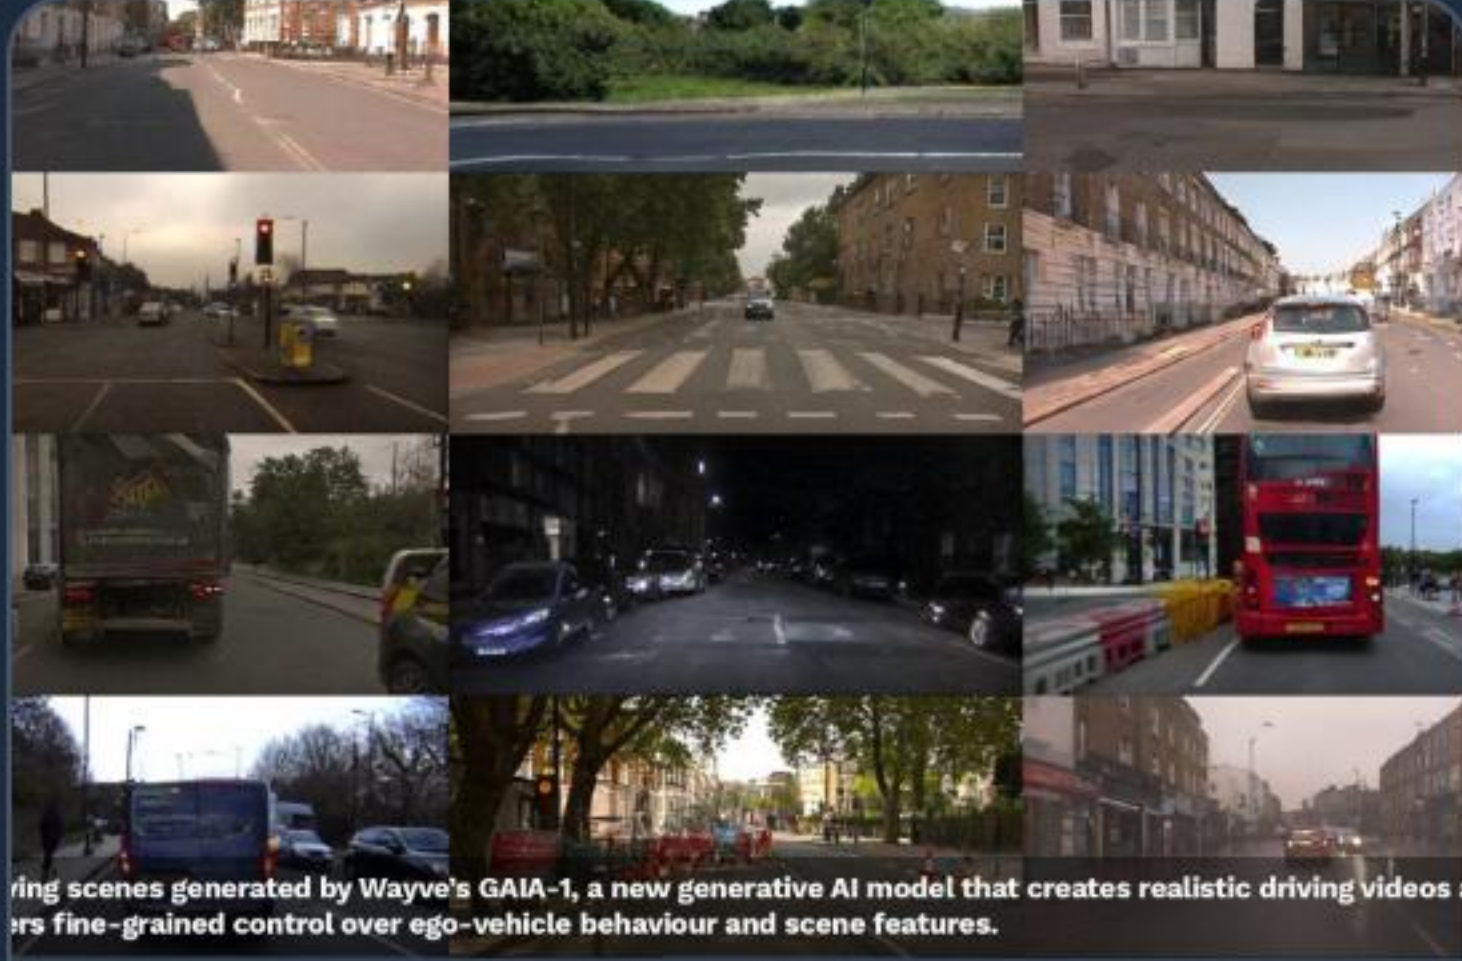 ving scenes generated by Wayve's GAIA-1, a new generative AI model that creates realistic driving videos a
ers fine-grained control over ego-vehicle behaviour and scene features.